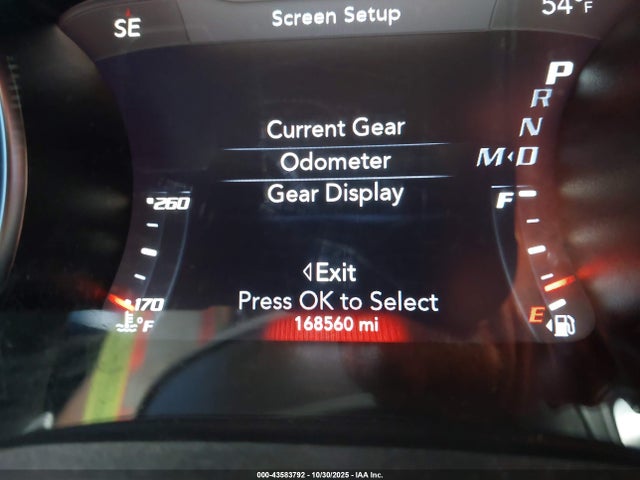 Screen Setup
54°F
SE
P
R
N
M<D
Current Gear
Odometer
Gear Display
260
F
<Exit
Press OK to Select
168560 mi
170
°F
E
000-43583792 | 10/30/2025 - IAA Inc.